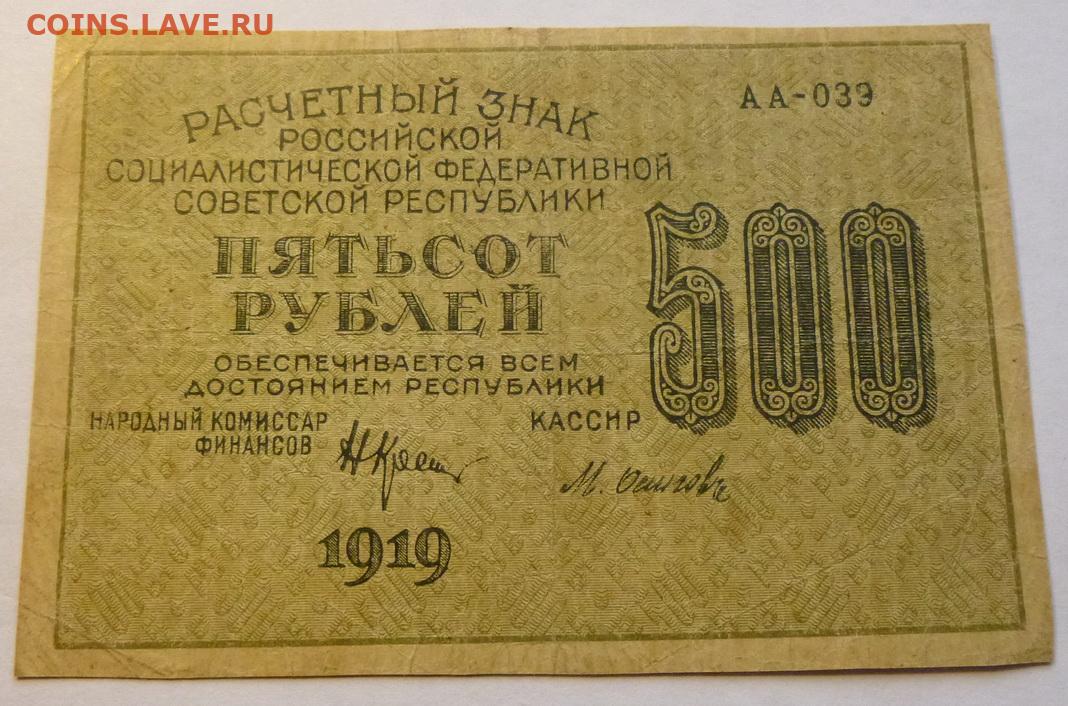 COINS.LAVE.RU
АА-039
РАСЧЕТНЫЙ ЗНАК
РОССИЙСКОЙ
СОЦИАЛИСТИЧЕСКОЙ ФЕДЕРАТИВНОЙ
СОВЕТСКОЙ РЕСПУБЛИКИ
ПЯТЬСОТ
РУБЛЕЙ
500
ОБЕСПЕЧИВАЕТСЯ ВСЕМ
ДОСТОЯНИЕМ РЕСПУБЛИКИ
НАРОДНЫЙ КОМИССАР
ФИНАНСОВ
КАССИР
М. Осипов
1919